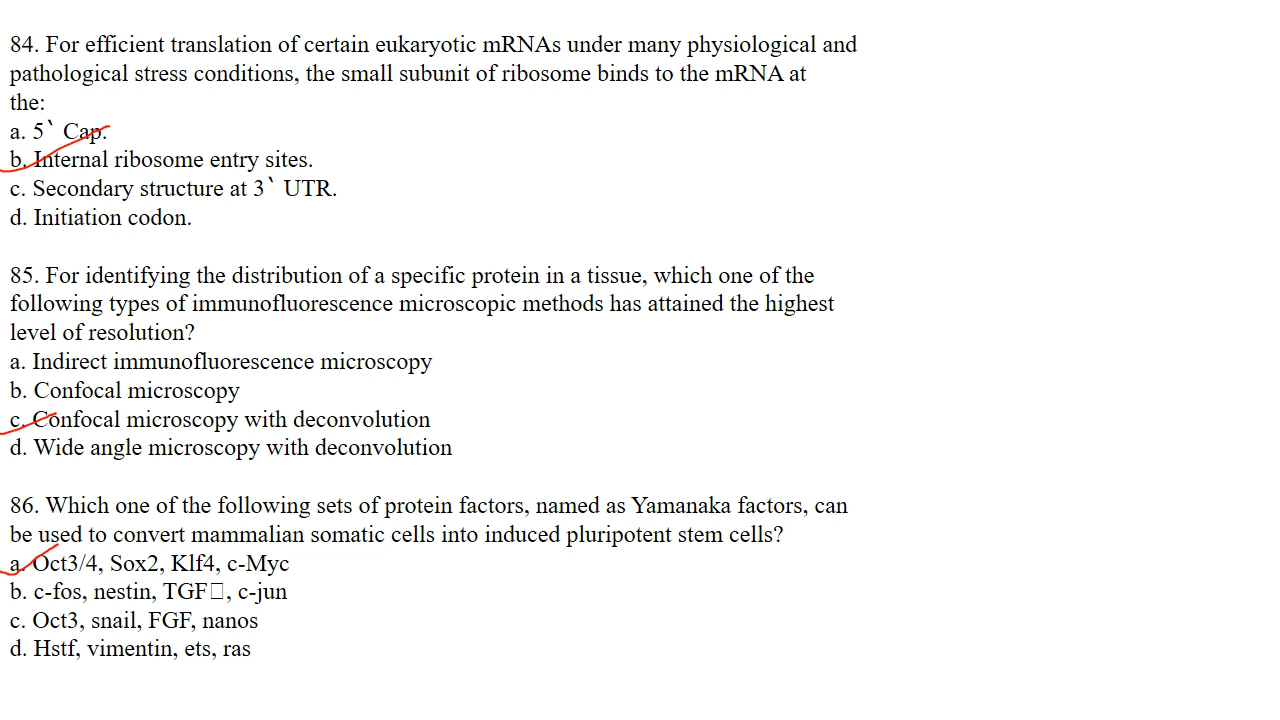 84. For efficient translation of certain eukaryotic mRNAs under many physiological and
pathological stress conditions, the small subunit of ribosome binds to the mRNA at
the:
a. 5` Cap.
b. Internal ribosome entry sites.
c. Secondary structure at 3` UTR.
d. Initiation codon.
85. For identifying the distribution of a specific protein in a tissue, which one of the
following types of immunofluorescence microscopic methods has attained the highest
level of resolution?
a. Indirect immunofluorescence microscopy
b. Confocal microscopy
c. Confocal microscopy with deconvolution
d. Wide angle microscopy with deconvolution
86. Which one of the following sets of protein factors, named as Yamanaka factors, can
be used to convert mammalian somatic cells into induced pluripotent stem cells?
a. Oct3/4, Sox2, Klf4, c-Myc
b. c-fos, nestin, TGF□, c-jun
c. Oct3, snail, FGF, nanos
d. Hstf, vimentin, ets, ras